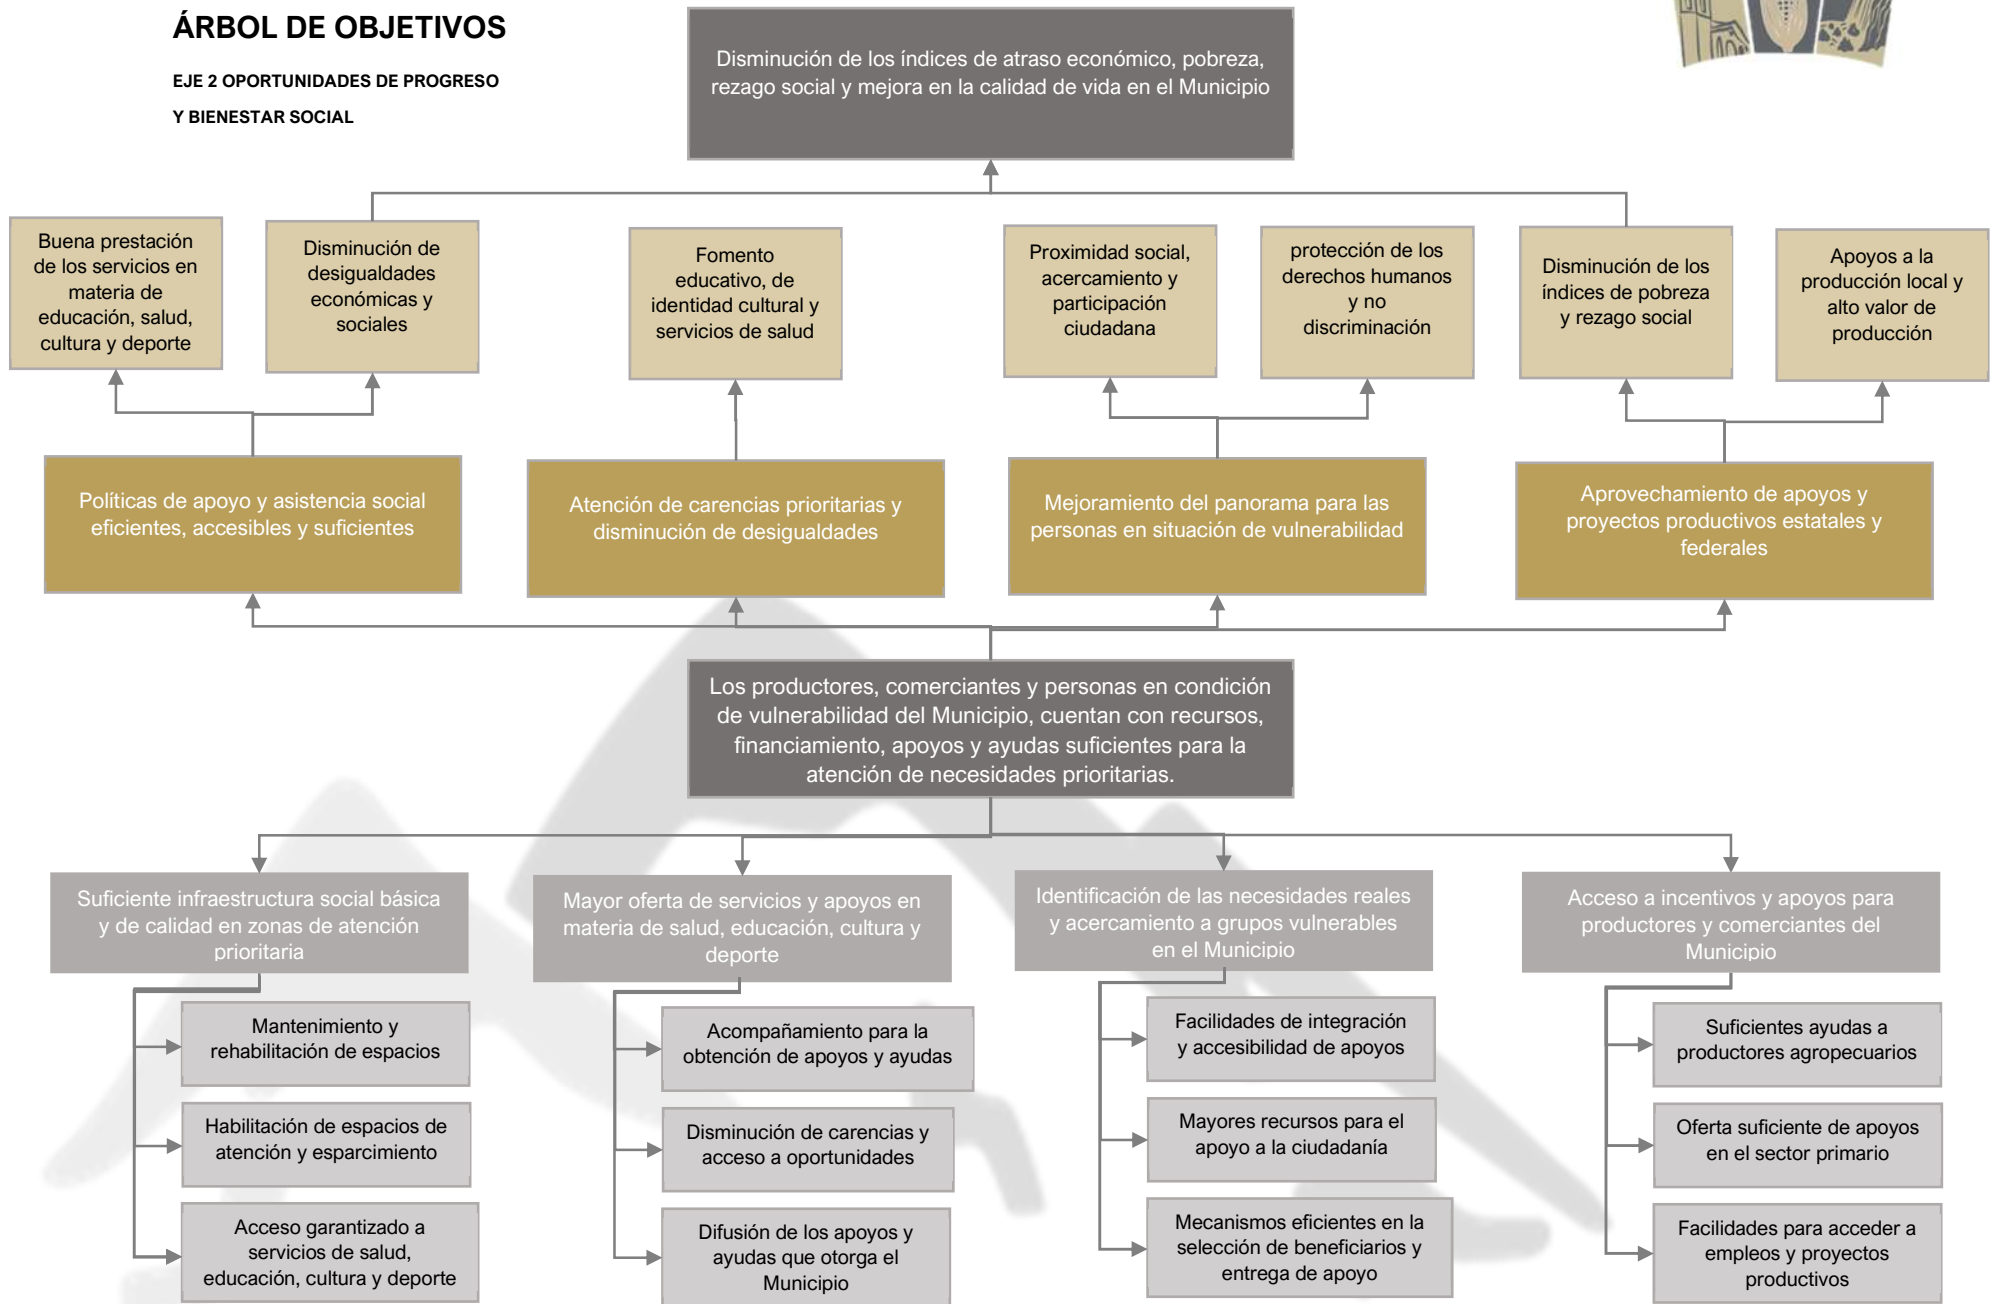 ÁRBOL DE OBJETIVOS
EJE 2 OPORTUNIDADES DE PROGRESO
Y BIENESTAR SOCIAL
Disminución de los índices de atraso económico, pobreza,
rezago social y mejora en la calidad de vida en el Municipio
Buena prestación
de los servicios en
materia de
educación, salud,
cultura y deporte
Disminución de
desigualdades
económicas y
sociales
Fomento
educativo, de
identidad cultural y
servicios de salud
Proximidad social,
acercamiento y
participación
ciudadana
protección de los
derechos humanos
y no
discriminación
Disminución de los
índices de pobreza
y rezago social
Apoyos a la
producción local y
alto valor de
producción
Políticas de apoyo y asistencia social
eficientes, accesibles y suficientes
Atención de carencias prioritarias y
disminución de desigualdades
Mejoramiento del panorama para las
personas en situación de vulnerabilidad
Aprovechamiento de apoyos y
proyectos productivos estatales y
federales
Los productores, comerciantes y personas en condición
de vulnerabilidad del Municipio, cuentan con recursos,
financiamiento, apoyos y ayudas suficientes para la
atención de necesidades prioritarias.
Suficiente infraestructura social básica
y de calidad en zonas de atención
prioritaria
Mayor oferta de servicios y apoyos en
materia de salud, educación, cultura y
deporte
Identificación de las necesidades reales
y acercamiento a grupos vulnerables
en el Municipio
Acceso a incentivos y apoyos para
productores y comerciantes del
Municipio
Mantenimiento y
rehabilitación de espacios
Habilitación de espacios de
atención y esparcimiento
Acceso garantizado a
servicios de salud,
educación, cultura y deporte
Acompañamiento para la
obtención de apoyos y ayudas
Disminución de carencias y
acceso a oportunidades
Difusión de los apoyos y
ayudas que otorga el
Municipio
Facilidades de integración
y accesibilidad de apoyos
Mayores recursos para el
apoyo a la ciudadanía
Mecanismos eficientes en la
selección de beneficiarios y
entrega de apoyo
Suficientes ayudas a
productores agropecuarios
Oferta suficiente de apoyos
en el sector primario
Facilidades para acceder a
empleos y proyectos
productivos